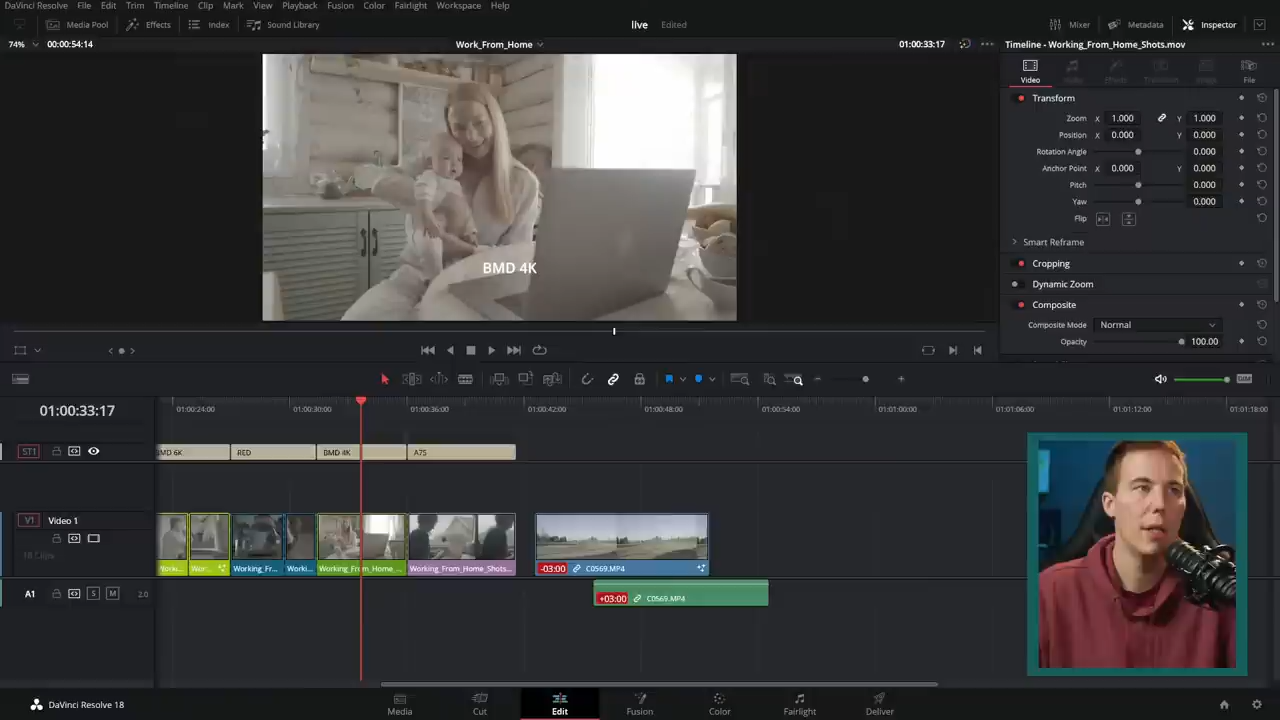 DaVinci Resolve File Edit Trim Timeline Clip Mark View Playback Fusion Color Fairlight Workspace Help
Media Pool Effects Index Sound Library live Edited Mixer Metadata Inspector
74% 00:00:54:14 Work_From_Home 01:00:33:17 Timeline - Working_From_Home_Shots.mov
Video File
Transform
Zoom X 1.000 Y 1.000
Position X 0.000 Y 0.000
Rotation Angle 0.000
Anchor Point X 0.000 Y 0.000
Pitch 0.000
Yaw 0.000
Flip
Smart Reframe
Cropping
Dynamic Zoom
Composite
Composite Mode Normal
Opacity 100.00
BMD 4K
DIM
01:00:33:17 01:00:24:00 01:00:30:00 01:00:36:00 01:00:42:00 01:00:48:00 01:00:54:00 01:01:00:00 01:01:06:00 01:01:12:00 01:01:18:00
ST1 BMD 6K RED BMD 4K A7S
V1 Video 1
18 Clips
Worki... Wor... Working_Fr... Worki... Working_From_Home_Shots... Working_From_Home_Shots... -03:00 C0569.MP4
A1 S M 2.0 +03:00 C0569.MP4
DaVinci Resolve 18 Media Cut Edit Fusion Color Fairlight Deliver